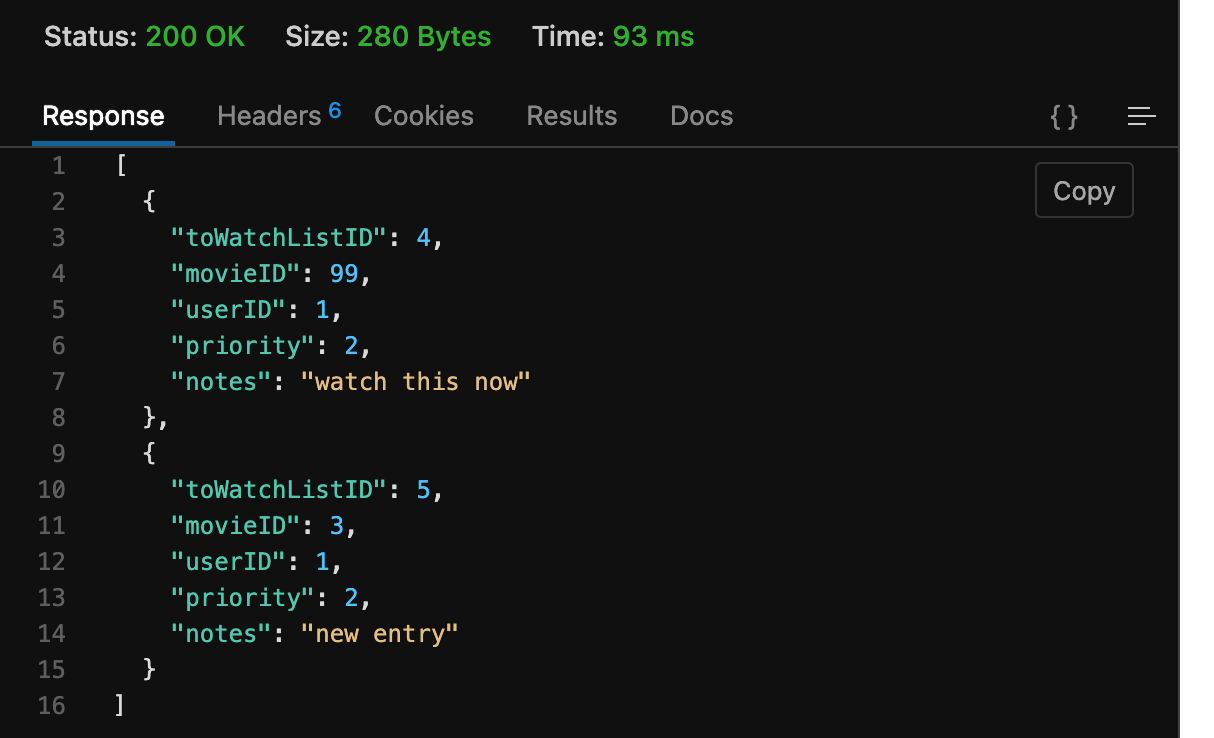 Status: 200 OK Size: 280 Bytes Time: 93 ms
Response Headers 6 Cookies Results Docs { }
Copy
1 [
2 {
3 "toWatchListID": 4,
4 "movieID": 99,
5 "userID": 1,
6 "priority": 2,
7 "notes": "watch this now"
8 },
9 {
10 "toWatchListID": 5,
11 "movieID": 3,
12 "userID": 1,
13 "priority": 2,
14 "notes": "new entry"
15 }
16 ]